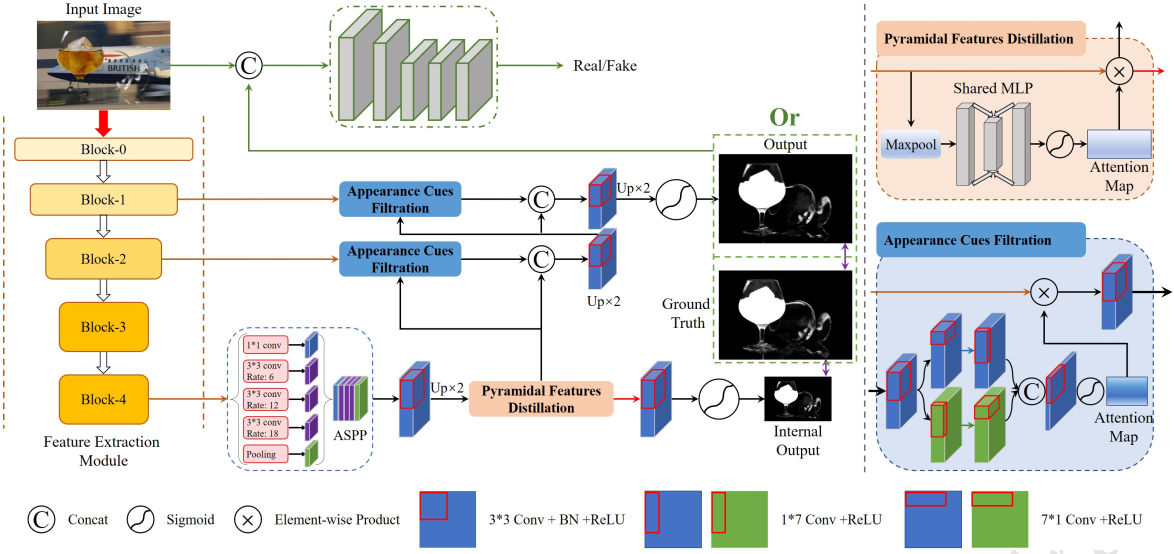 Input Image
BRITISH
C
Real/Fake
Or
Block-0
Block-1
Block-2
Block-3
Block-4
Feature Extraction
Module
Appearance Cues
Filtration
C
Up×2
Appearance Cues
Filtration
C
Up×2
Output
Ground
Truth
1*1 conv
3*3 conv
Rate: 6
3*3 conv
Rate: 12
3*3 conv
Rate: 18
Pooling
ASPP
Up×2
Pyramidal Features
Distillation
Internal
Output
Pyramidal Features Distillation
Shared MLP
Maxpool
Attention
Map
Appearance Cues Filtration
C
Attention
Map
C
Concat
Sigmoid
Element-wise Product
3*3 Conv + BN +ReLU
1*7 Conv +ReLU
7*1 Conv +ReLU